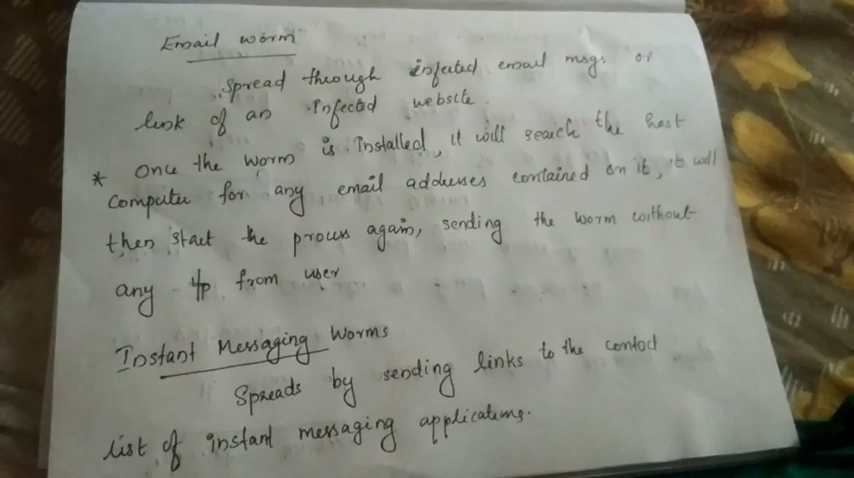 Email worm
Spread through infected email msgs or
link of an infected website.
* Once the worm is installed, it will search the host
computer for any email addresses contained on it, it will
then start the process again, sending the worm without
any i/p from user
Instant Messaging Worms
Spreads by sending links to the contact
list of instant messaging applications.